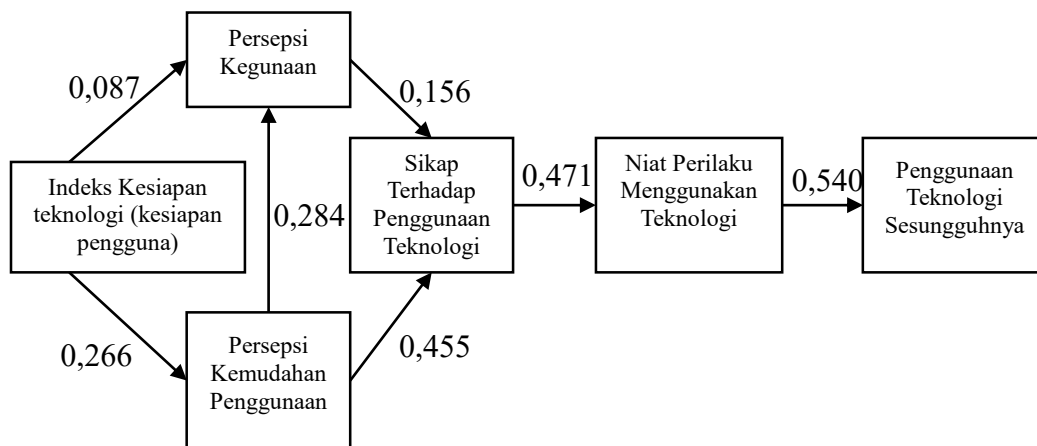 Persepsi
Kegunaan
0,087
0,156
Indeks Kesiapan
teknologi (kesiapan
pengguna)
0,284
Sikap
Terhadap
Penggunaan
Teknologi
0,471
Niat Perilaku
Menggunakan
Teknologi
0,540
Penggunaan
Teknologi
Sesungguhnya
0,266
Persepsi
Kemudahan
Penggunaan
0,455